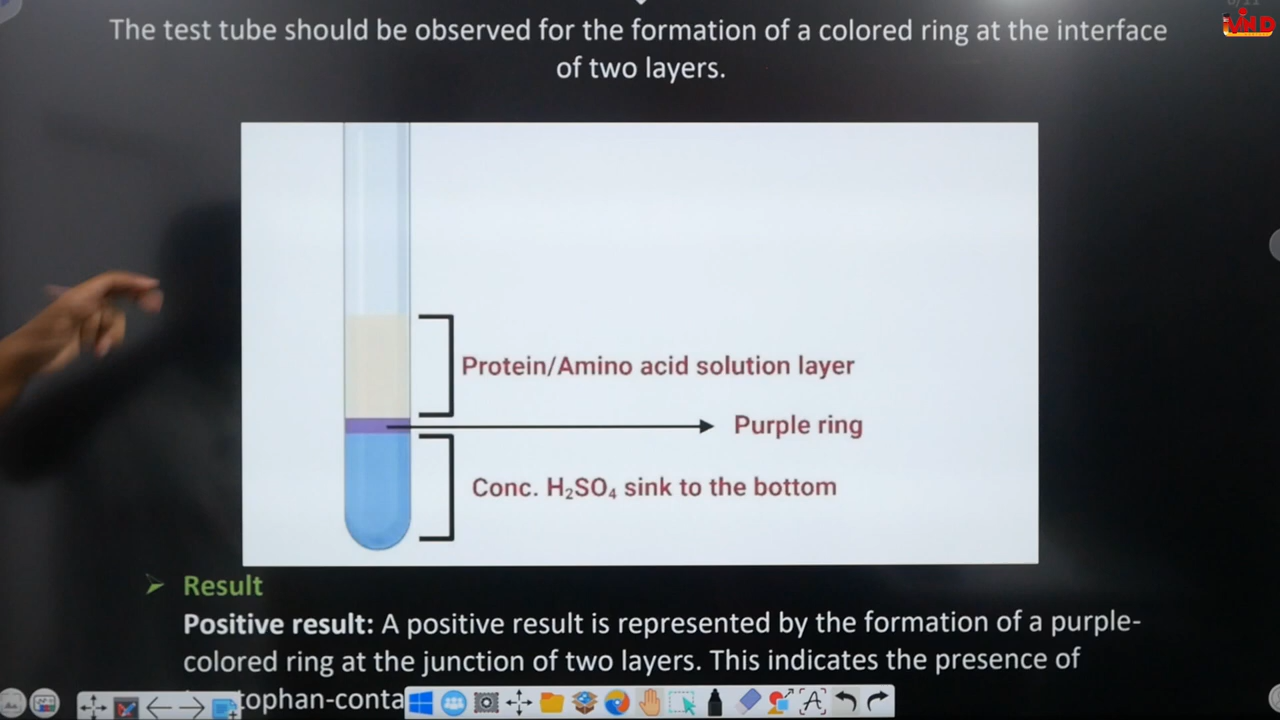 The test tube should be observed for the formation of a colored ring at the interface
of two layers.
Protein/Amino acid solution layer
Purple ring
Conc. H₂SO₄ sink to the bottom
Result
Positive result: A positive result is represented by the formation of a purple-
colored ring at the junction of two layers. This indicates the presence of